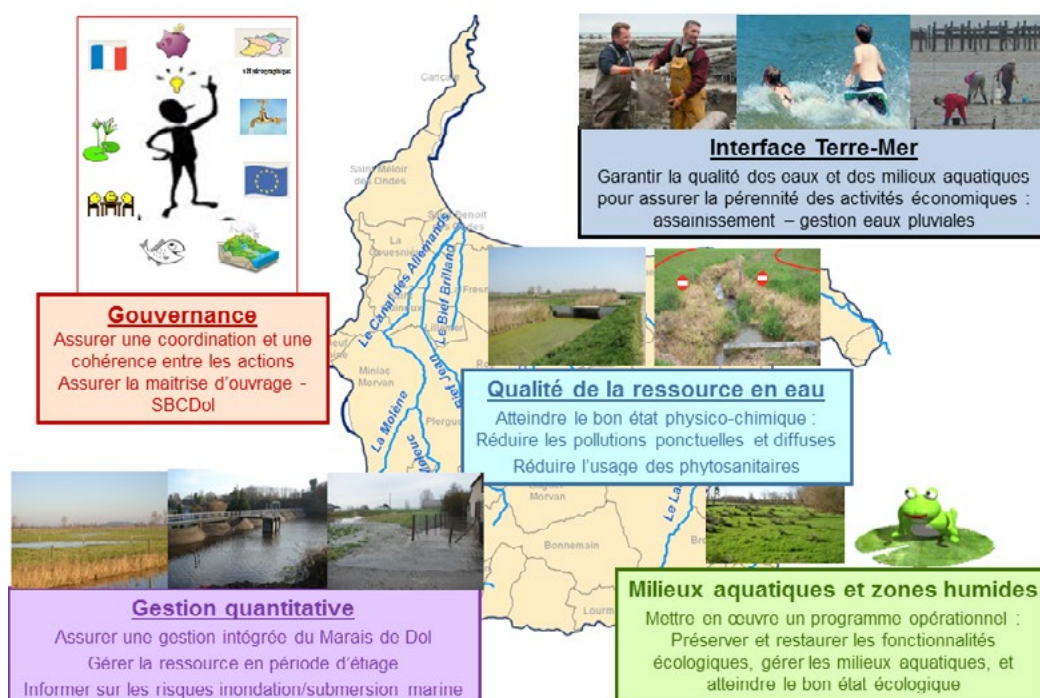 Gouvernance
Assurer une coordination et une
cohérence entre les actions
Assurer la maitrise d'ouvrage -
SBCDol
Interface Terre-Mer
Garantir la qualité des eaux et des milieux aquatiques
pour assurer la pérennité des activités économiques :
assainissement – gestion eaux pluviales
Cancale
Saint Méloir
des Ondes
Le Canal des Allemands
Le Bief Brilland
Lillemer
Miniac
Morvan
Bief Jean
La Molène
Qualité de la ressource en eau
Atteindre le bon état physico-chimique :
Réduire les pollutions ponctuelles et diffuses
Réduire l'usage des phytosanitaires
Morvan
Bonnemain
Gestion quantitative
Assurer une gestion intégrée du Marais de Dol
Gérer la ressource en période d'étiage
Informer sur les risques inondation/submersion marine
Milieux aquatiques et zones humides
Mettre en œuvre un programme opérationnel :
Préserver et restaurer les fonctionnalités
écologiques, gérer les milieux aquatiques, et
atteindre le bon état écologique